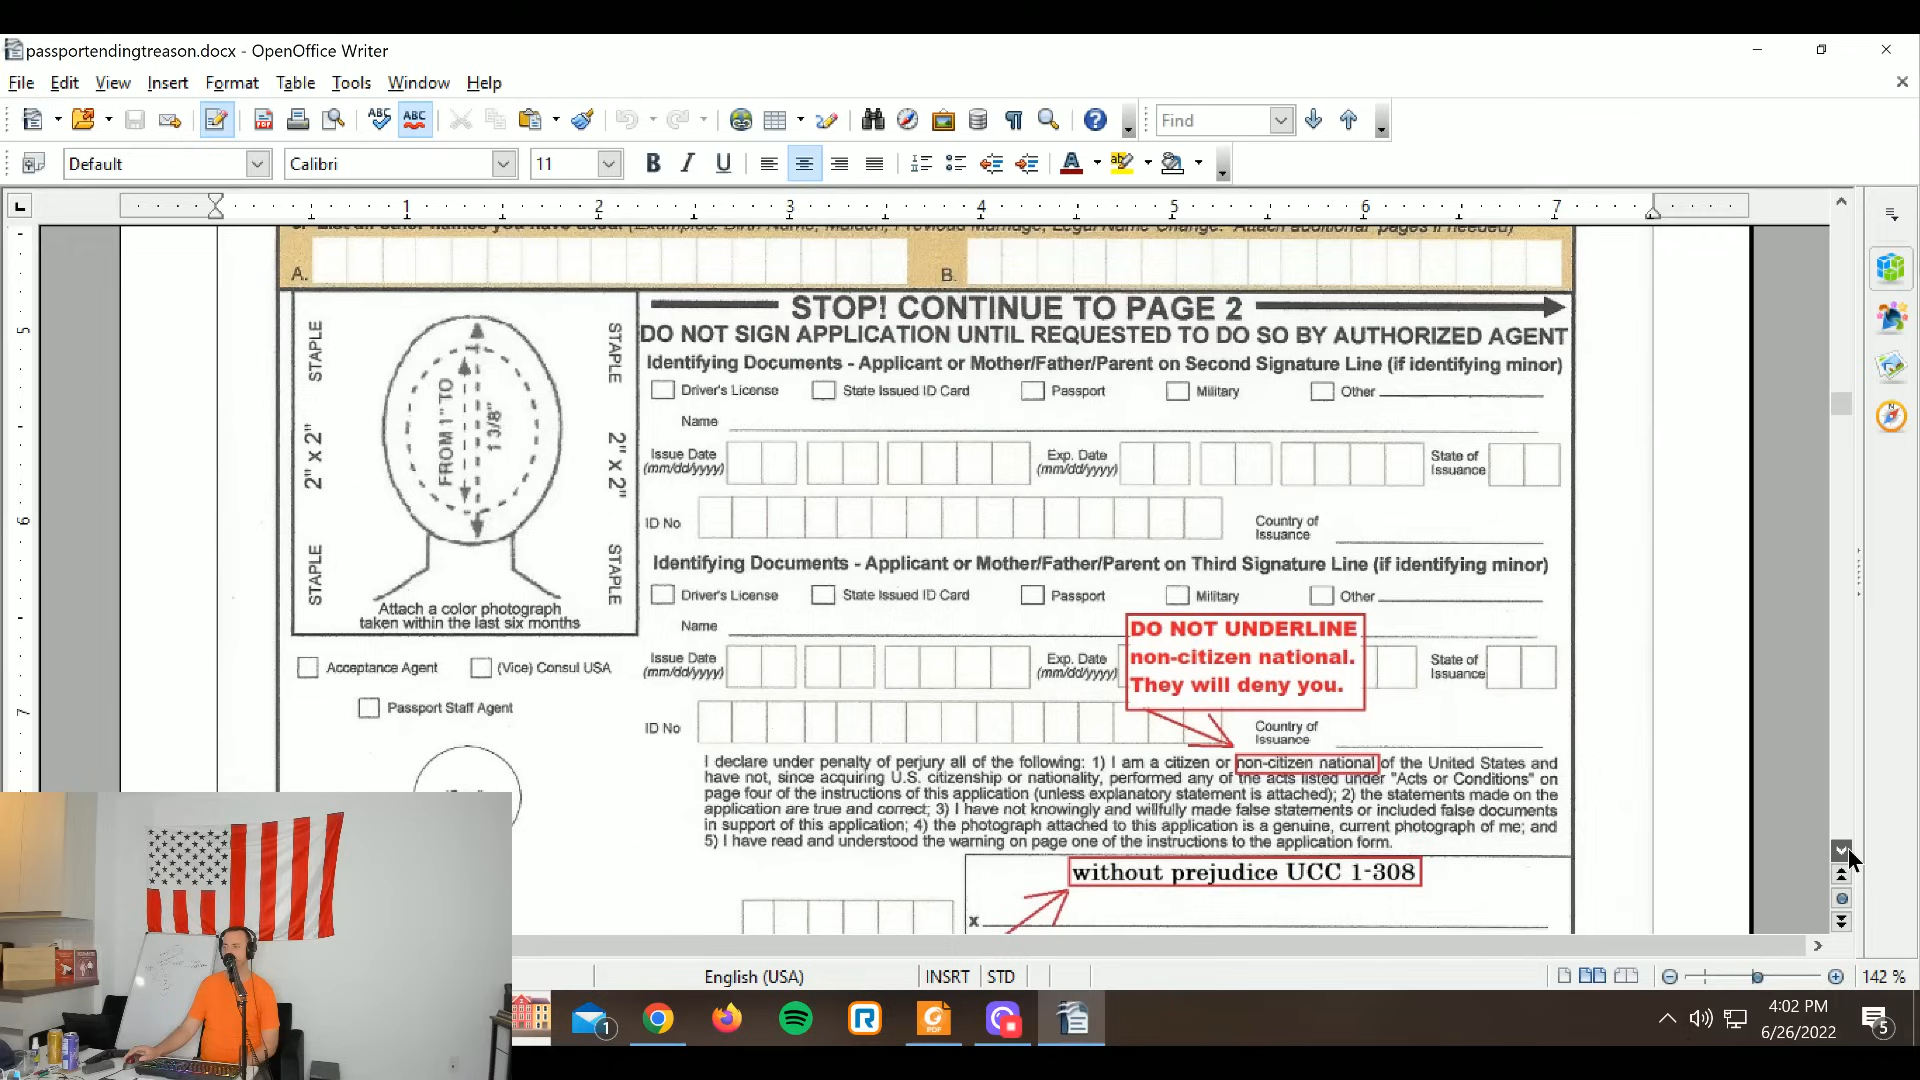 passportendingtreason.docx - OpenOffice Writer
File Edit View Insert Format Table Tools Window Help
ABC ABC Find
Default Calibri 11 B I U
1 2 3 4 5 6 7
A. B.
STOP! CONTINUE TO PAGE 2
DO NOT SIGN APPLICATION UNTIL REQUESTED TO DO SO BY AUTHORIZED AGENT
Identifying Documents - Applicant or Mother/Father/Parent on Second Signature Line (if identifying minor)
Driver's License State Issued ID Card Passport Military Other
Name
Issue Date (mm/dd/yyyy) Exp. Date (mm/dd/yyyy) State of Issuance
ID No Country of Issuance
STAPLE 2" X 2" STAPLE
FROM 1" TO 1 3/8"
STAPLE 2" X 2" STAPLE
Attach a color photograph
taken within the last six months
Identifying Documents - Applicant or Mother/Father/Parent on Third Signature Line (if identifying minor)
Driver's License State Issued ID Card Passport Military Other
Name
DO NOT UNDERLINE
non-citizen national.
They will deny you.
Issue Date (mm/dd/yyyy) Exp. Date (mm/dd/yyyy) State of Issuance
ID No Country of Issuance
Acceptance Agent (Vice) Consul USA
Passport Staff Agent
I declare under penalty of perjury all of the following: 1) I am a citizen or non-citizen national of the United States and
have not, since acquiring U.S. citizenship or nationality, performed any of the acts listed under "Acts or Conditions" on
page four of the instructions of this application (unless explanatory statement is attached); 2) the statements made on the
application are true and correct; 3) I have not knowingly and willfully made false statements or included false documents
in support of this application; 4) the photograph attached to this application is a genuine, current photograph of me; and
5) I have read and understood the warning on page one of the instructions to the application form.
without prejudice UCC 1-308
x
5
6
7
English (USA) INSRT STD 142 %
1 PDF 4:02 PM
6/26/2022 5